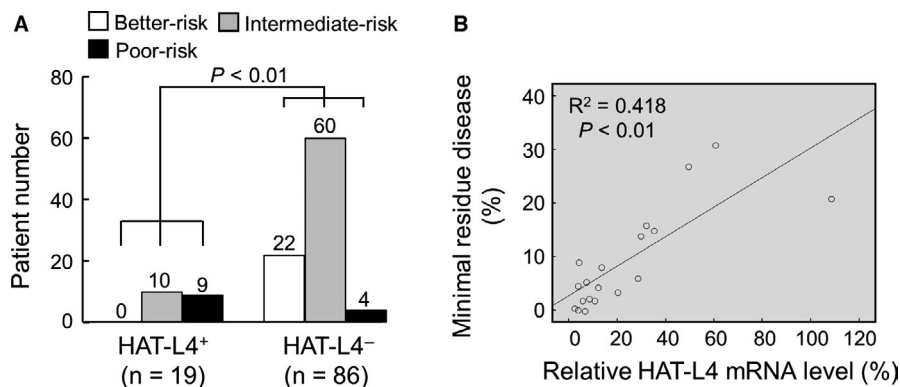 A
Better-risk Intermediate-risk
Poor-risk
P < 0.01
Patient number
80
60
40
20
0
0 10 9
22 60 4
HAT-L4⁺ HAT-L4⁻
(n = 19) (n = 86)
B
R² = 0.418
P < 0.01
Minimal residue disease
(%)
40
30
20
10
0
0 20 40 60 80 100 120
Relative HAT-L4 mRNA level (%)